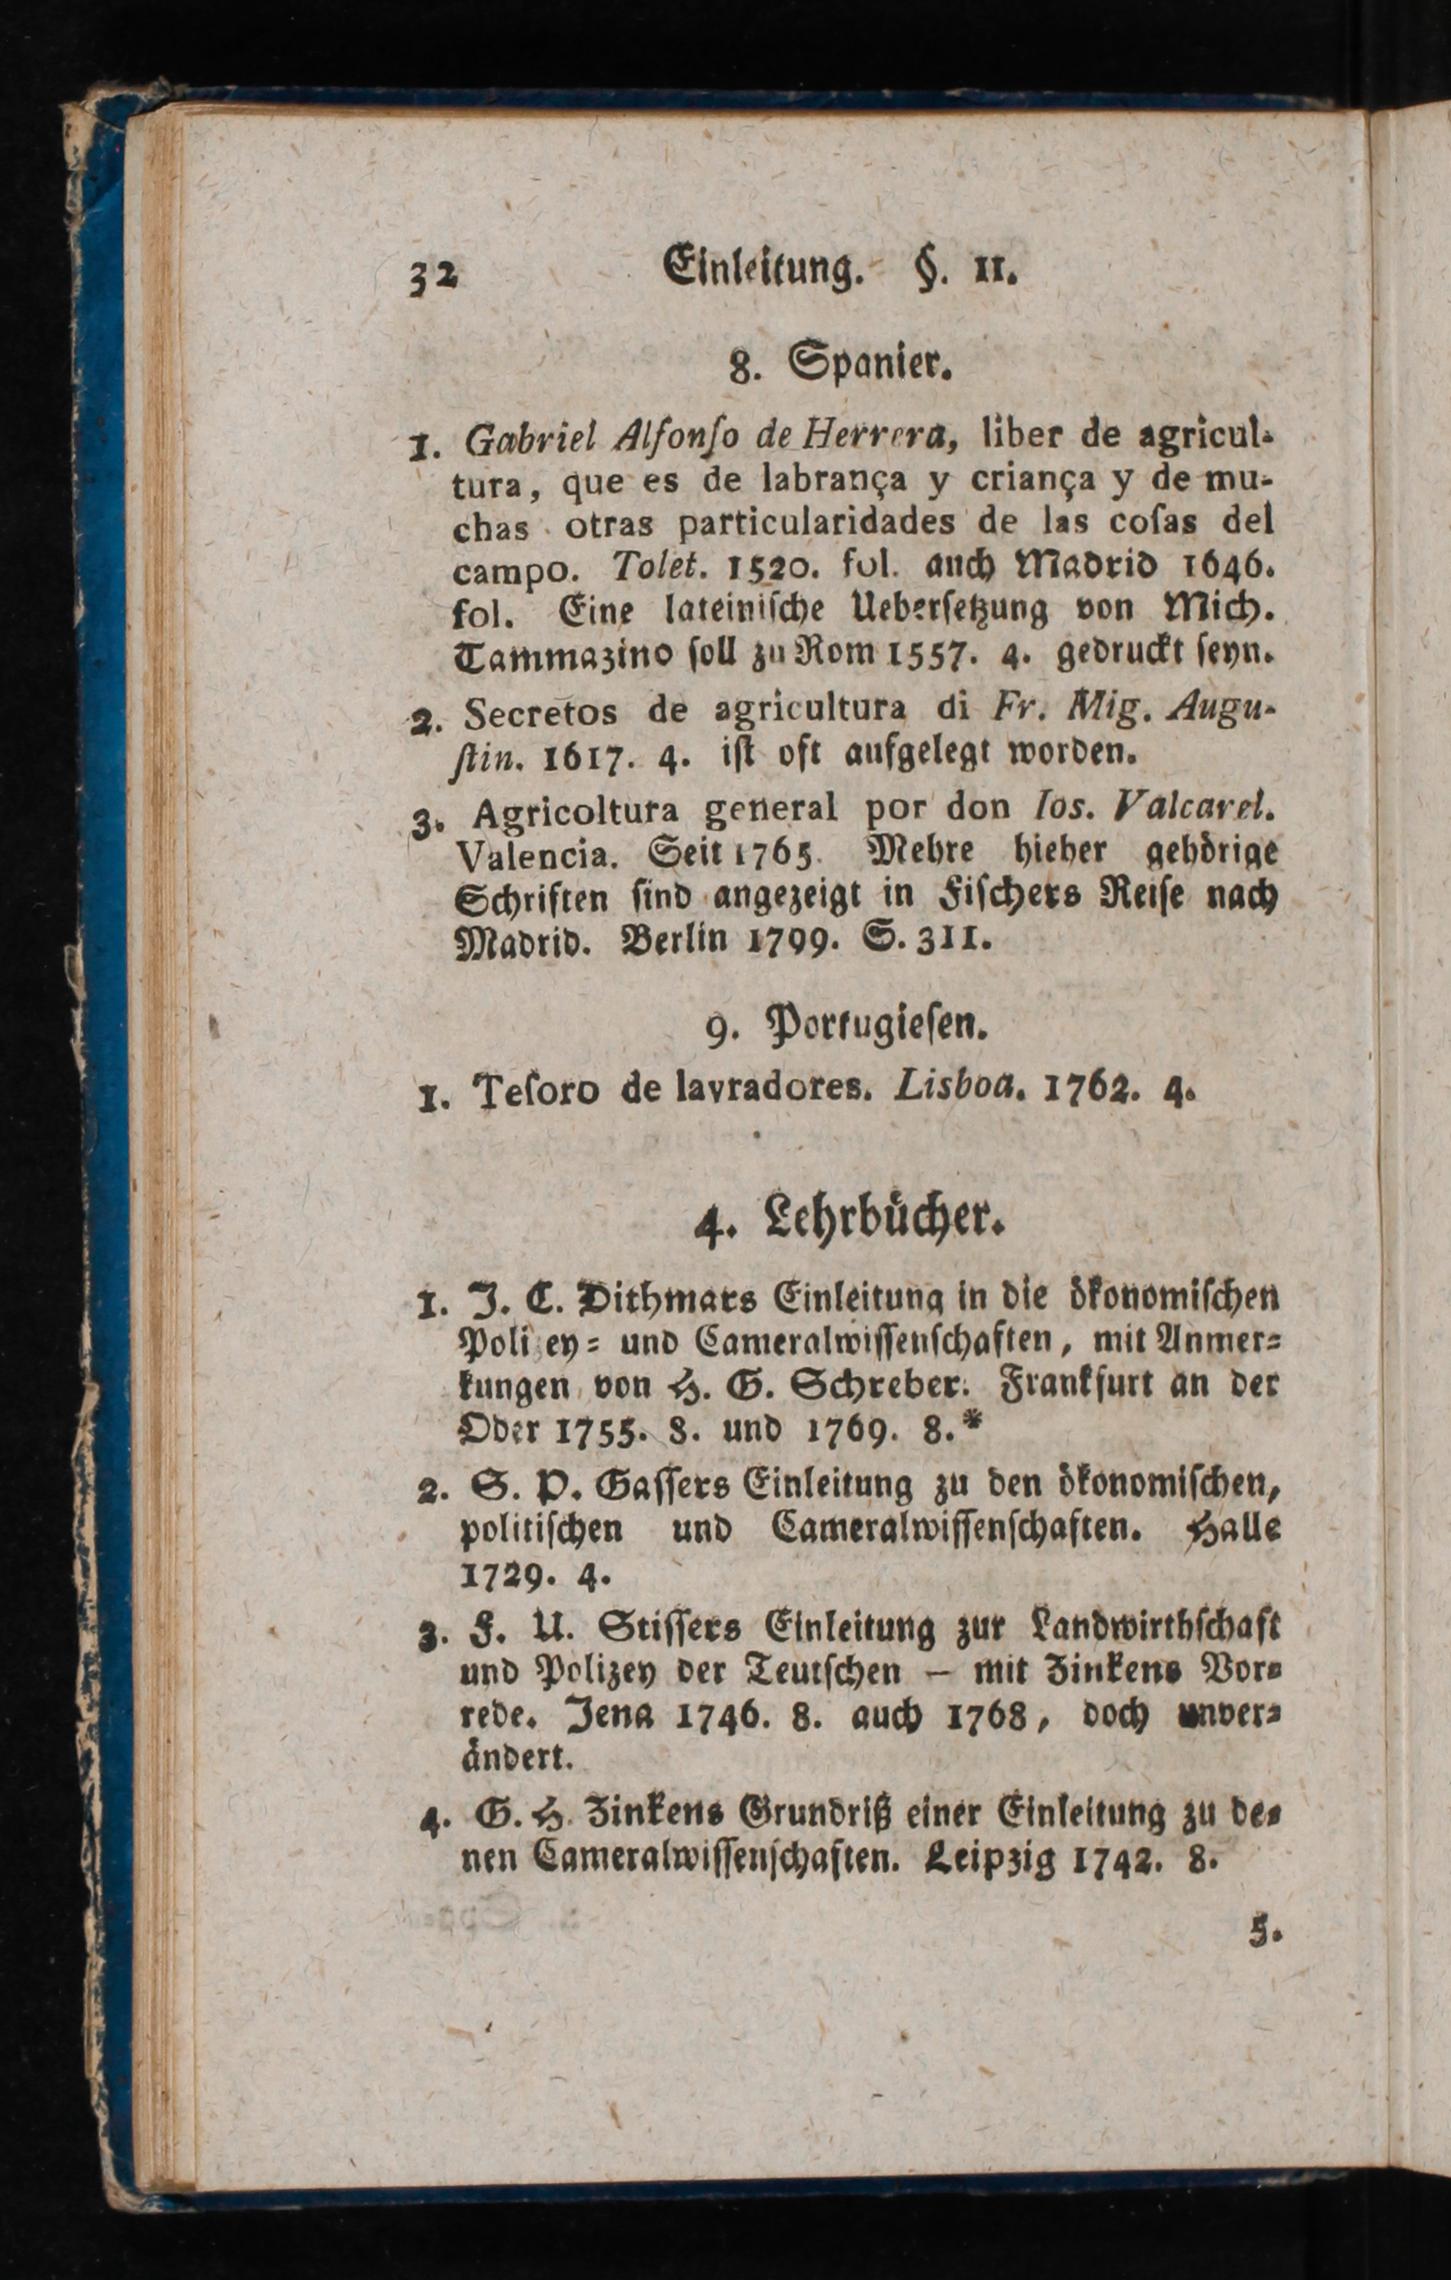 32 Einleitung. §. 11.
8. Spanier.
1. Gabriel Alfonſo de Herrera, liber de agricul-
tura, que es de labrança y criança y de mu-
chas otras particularidades de las coſas del
campo. Tolet. 1520. fol. auch Madrid 1646.
fol. Eine lateiniſche Ueberſetzung von Mich.
Tammazino ſoll zu Rom 1557. 4. gedruckt ſeyn.
2. Secretos de agricultura di Fr. Mig. Augu-
ſtin. 1617. 4. iſt oft aufgelegt worden.
3. Agricoltura general por don Ios. Valcarel.
Valencia. Seit 1765. Mehre hieher gehörige
Schriften ſind angezeigt in Fiſchers Reiſe nach
Madrid. Berlin 1799. S. 311.
9. Portugieſen.
1. Teſoro de lavradores. Lisboa. 1762. 4.
4. Lehrbücher.
1. J. C. Dithmars Einleitung in die ökonomiſchen
Polizey- und Cameralwiſſenſchaften, mit Anmer-
kungen von H. G. Schreber. Frankfurt an der
Oder 1755. 8. und 1769. 8.*
2. S. P. Gaſſers Einleitung zu den ökonomiſchen,
politiſchen und Cameralwiſſenſchaften. Halle
1729. 4.
3. F. U. Stiſſers Einleitung zur Landwirthſchaft
und Polizey der Teutſchen — mit Zinkens Vor-
rede. Jena 1746. 8. auch 1768, doch unver-
ändert.
4. G. H. Zinkens Grundriß einer Einleitung zu de-
nen Cameralwiſſenſchaften. Leipzig 1742. 8.
5.